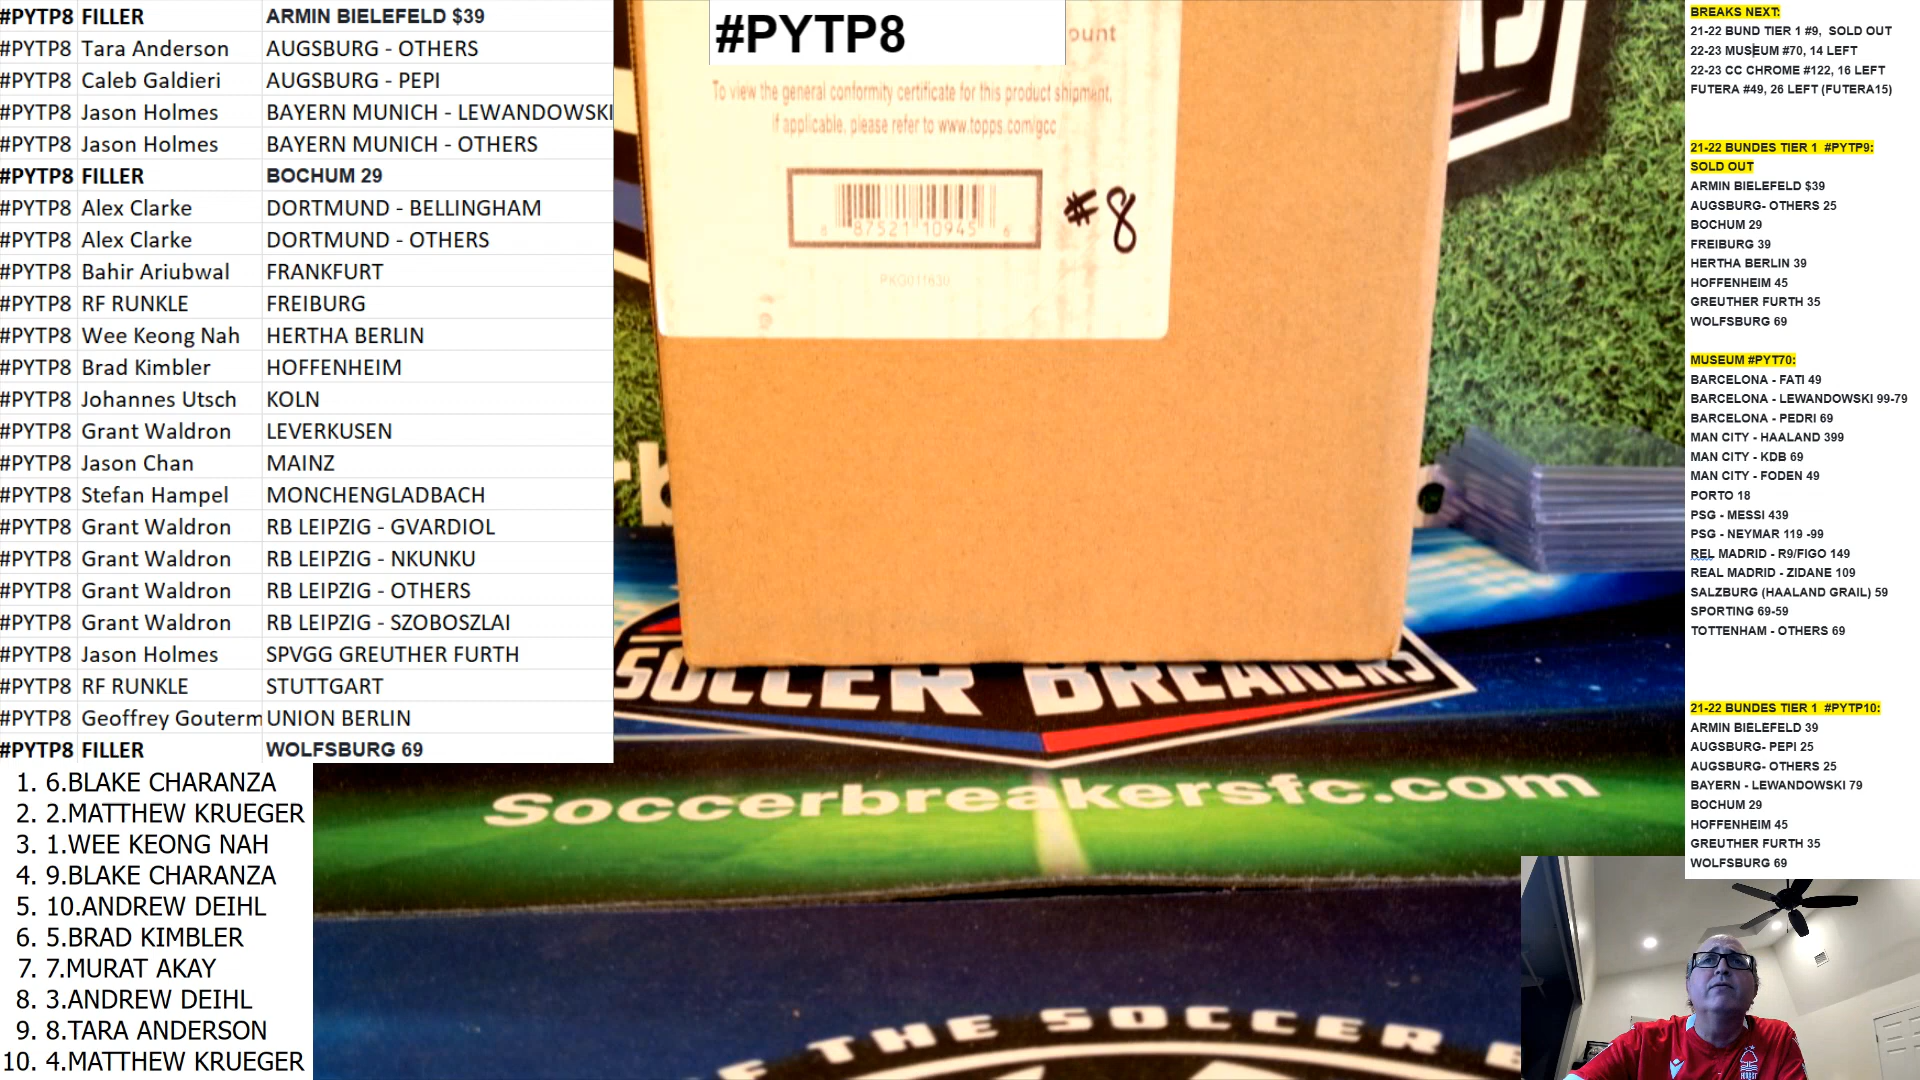 #PYTP8 FILLER ARMIN BIELEFELD $39
#PYTP8 Tara Anderson AUGSBURG - OTHERS
#PYTP8 Caleb Galdieri AUGSBURG - PEPI
#PYTP8 Jason Holmes BAYERN MUNICH - LEWANDOWSKI
#PYTP8 Jason Holmes BAYERN MUNICH - OTHERS
#PYTP8 FILLER BOCHUM 29
#PYTP8 Alex Clarke DORTMUND - BELLINGHAM
#PYTP8 Alex Clarke DORTMUND - OTHERS
#PYTP8 Bahir Ariubwal FRANKFURT
#PYTP8 RF RUNKLE FREIBURG
#PYTP8 Wee Keong Nah HERTHA BERLIN
#PYTP8 Brad Kimbler HOFFENHEIM
#PYTP8 Johannes Utsch KOLN
#PYTP8 Grant Waldron LEVERKUSEN
#PYTP8 Jason Chan MAINZ
#PYTP8 Stefan Hampel MONCHENGLADBACH
#PYTP8 Grant Waldron RB LEIPZIG - GVARDIOL
#PYTP8 Grant Waldron RB LEIPZIG - NKUNKU
#PYTP8 Grant Waldron RB LEIPZIG - OTHERS
#PYTP8 Grant Waldron RB LEIPZIG - SZOBOSZLAI
#PYTP8 Jason Holmes SPVGG GREUTHER FURTH
#PYTP8 RF RUNKLE STUTTGART
#PYTP8 Geoffrey Gouterm UNION BERLIN
#PYTP8 FILLER WOLFSBURG 69
1. 6.BLAKE CHARANZA
2. 2.MATTHEW KRUEGER
3. 1.WEE KEONG NAH
4. 9.BLAKE CHARANZA
5. 10.ANDREW DEIHL
6. 5.BRAD KIMBLER
7. 7.MURAT AKAY
8. 3.ANDREW DEIHL
9. 8.TARA ANDERSON
10. 4.MATTHEW KRUEGER
#PYTP8
ount
To view the general conformity certificate for this product shipment,
if applicable, please refer to www.topps.com/gcc
8 87521 10945 6
#8
PKG011630
SOCCER BREAKERS
Soccerbreakersfc.com
THE SOCCER
BREAKS NEXT:
21-22 BUND TIER 1 #9, SOLD OUT
22-23 MUSEUM #70, 14 LEFT
22-23 CC CHROME #122, 16 LEFT
FUTERA #49, 26 LEFT (FUTERA15)
21-22 BUNDES TIER 1 #PYTP9:
SOLD OUT
ARMIN BIELEFELD $39
AUGSBURG- OTHERS 25
BOCHUM 29
FREIBURG 39
HERTHA BERLIN 39
HOFFENHEIM 45
GREUTHER FURTH 35
WOLFSBURG 69
MUSEUM #PYT70:
BARCELONA - FATI 49
BARCELONA - LEWANDOWSKI 99-79
BARCELONA - PEDRI 69
MAN CITY - HAALAND 399
MAN CITY - KDB 69
MAN CITY - FODEN 49
PORTO 18
PSG - MESSI 439
PSG - NEYMAR 119 -99
REL MADRID - R9/FIGO 149
REAL MADRID - ZIDANE 109
SALZBURG (HAALAND GRAIL) 59
SPORTING 69-59
TOTTENHAM - OTHERS 69
21-22 BUNDES TIER 1 #PYTP10:
ARMIN BIELEFELD 39
AUGSBURG- PEPI 25
AUGSBURG- OTHERS 25
BAYERN - LEWANDOWSKI 79
BOCHUM 29
HOFFENHEIM 45
GREUTHER FURTH 35
WOLFSBURG 69